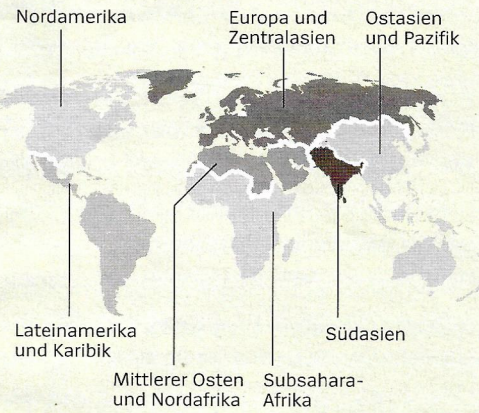 Nordamerika
Europa und
Zentralasien
Ostasien
und Pazifik
Lateinamerika
und Karibik
Mittlerer Osten
und Nordafrika
Subsahara-
Afrika
Südasien